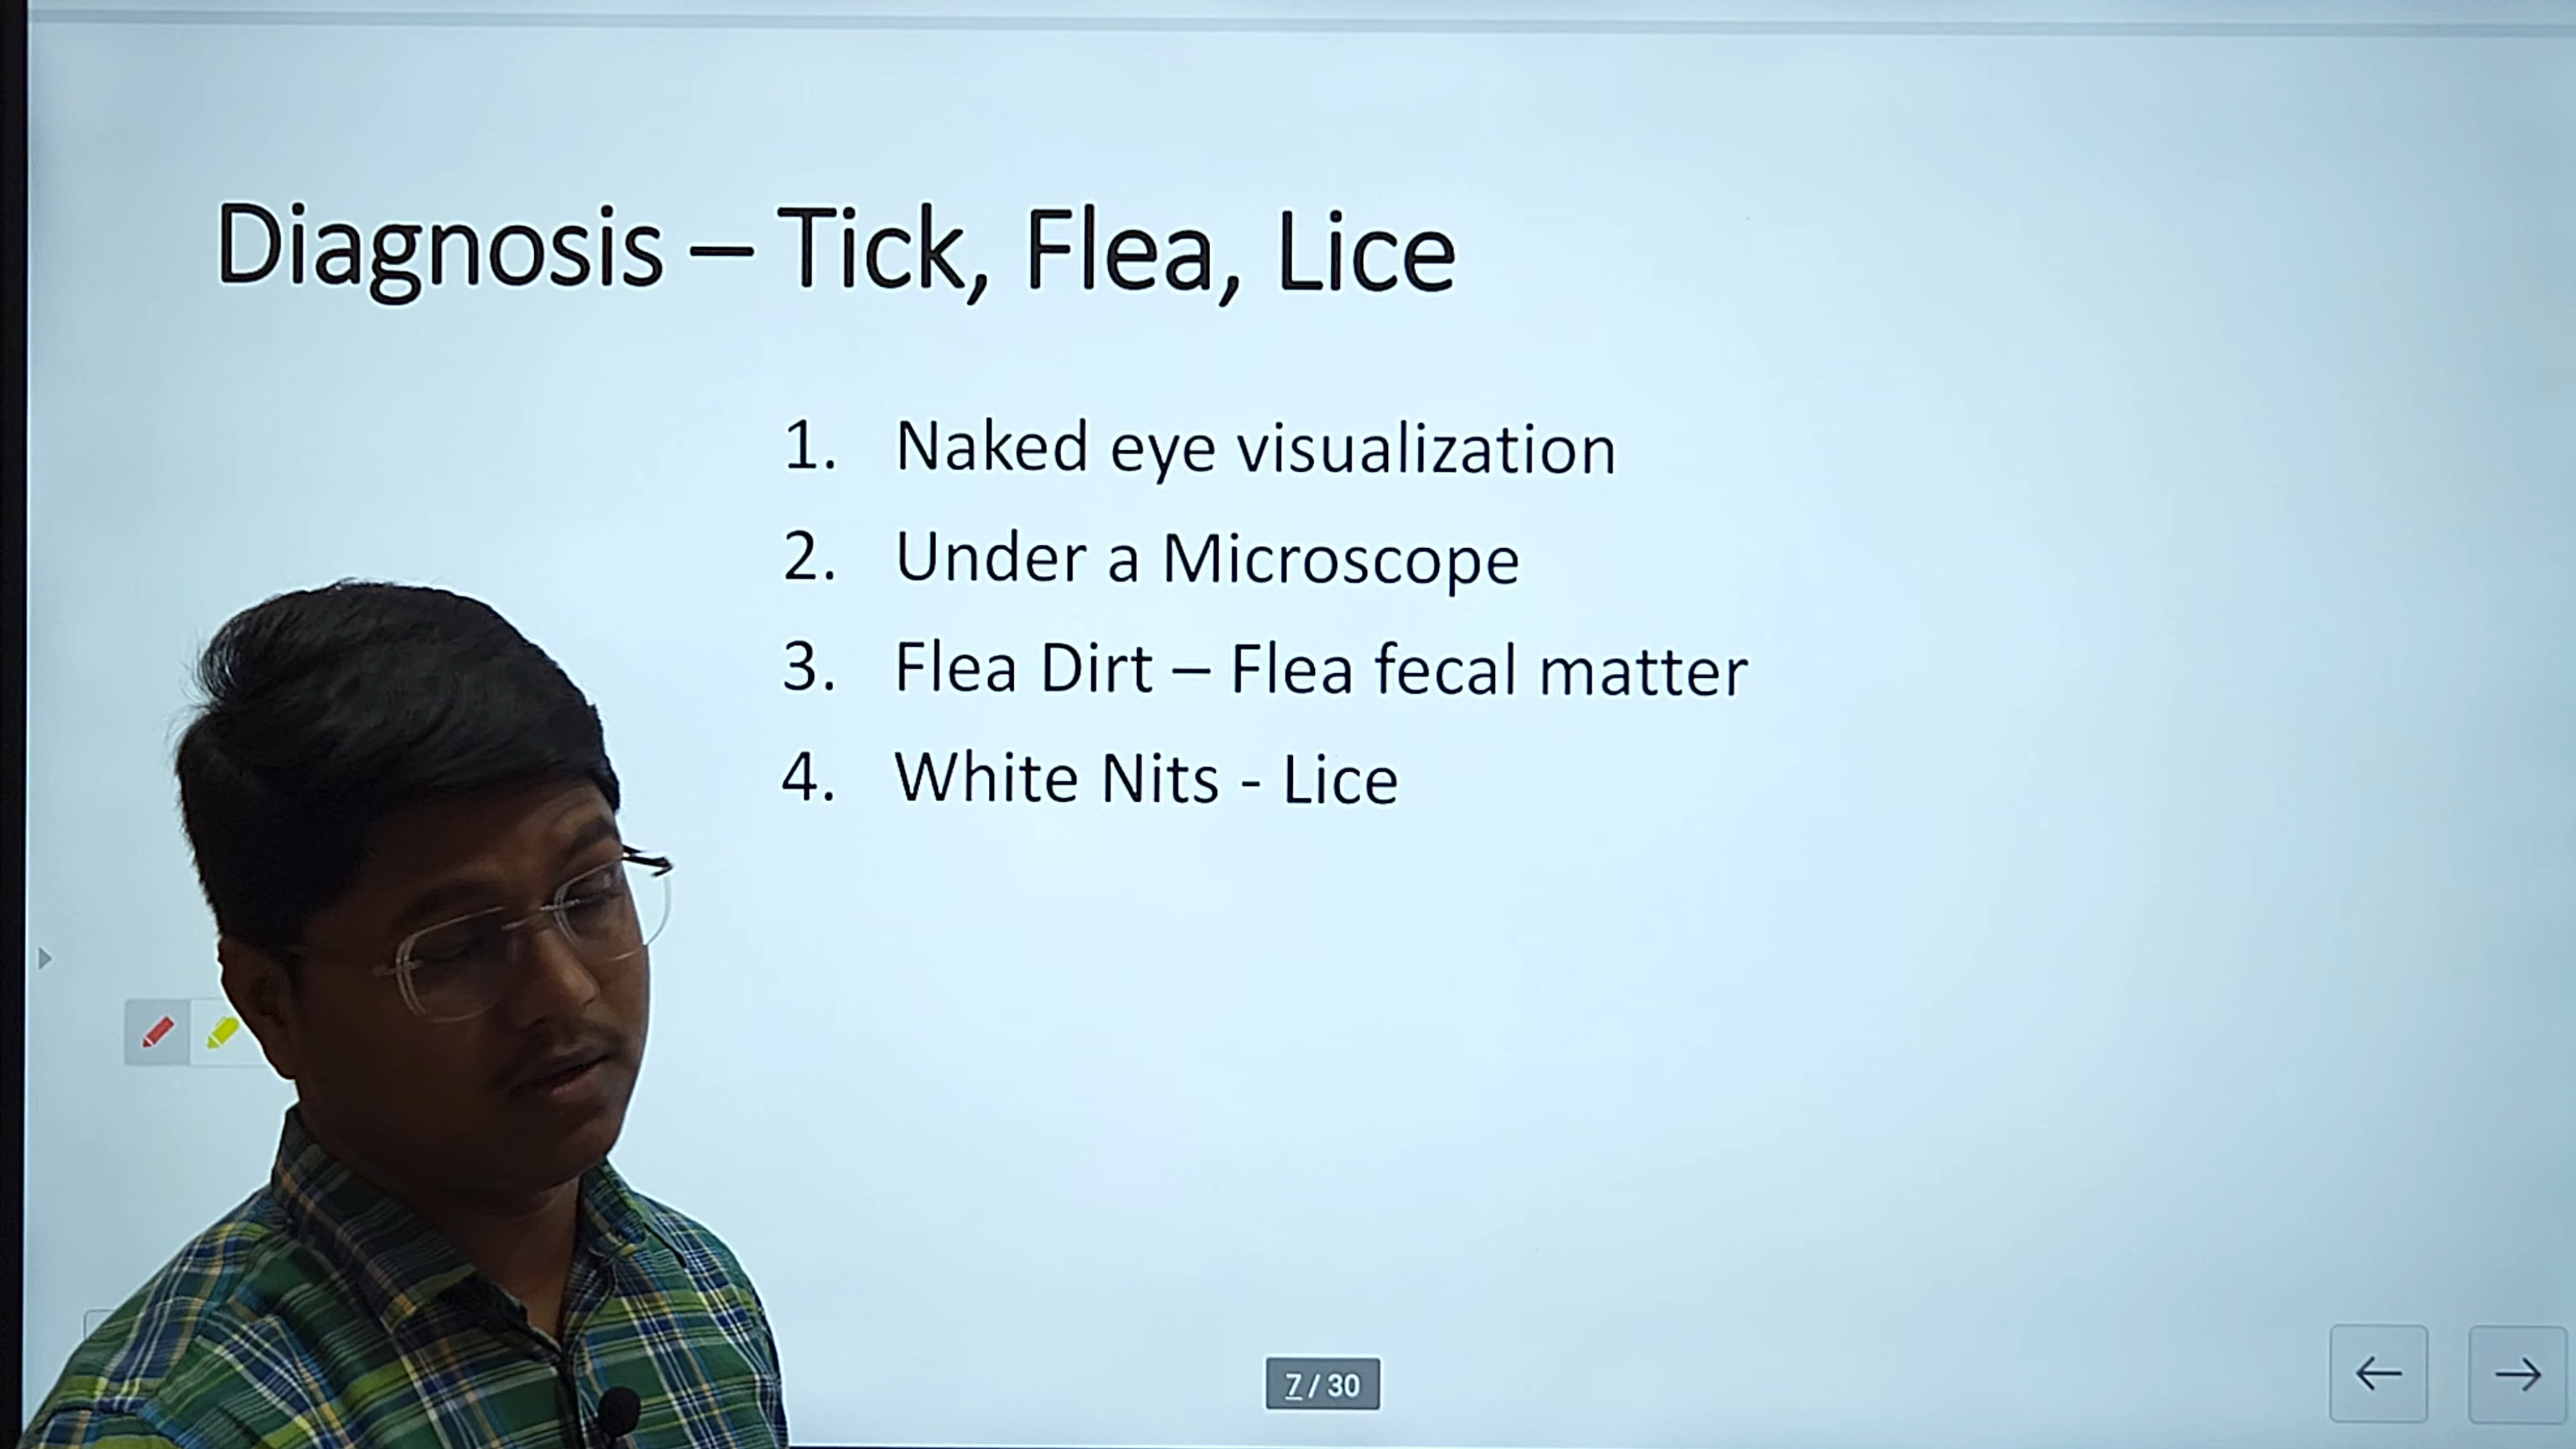 Diagnosis – Tick, Flea, Lice
1. Naked eye visualization
2. Under a Microscope
3. Flea Dirt – Flea fecal matter
4. White Nits - Lice
7 / 30